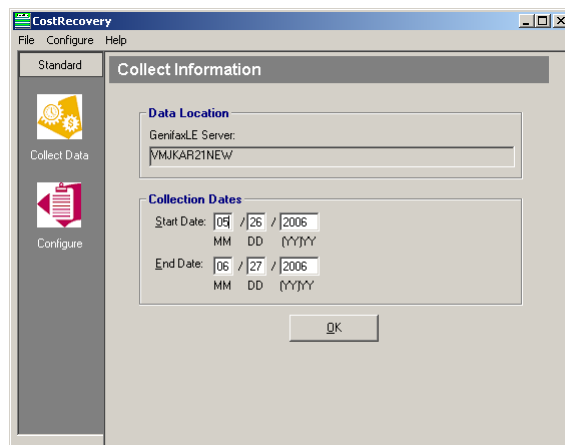 CostRecovery
File Configure Help
Standard
Collect Data
Configure
Collect Information
Data Location
GenifaxLE Server:
VMJKAR21NEW
Collection Dates
Start Date: 05 / 26 / 2006
MM DD (YY)YY
End Date: 06 / 27 / 2006
MM DD (YY)YY
OK